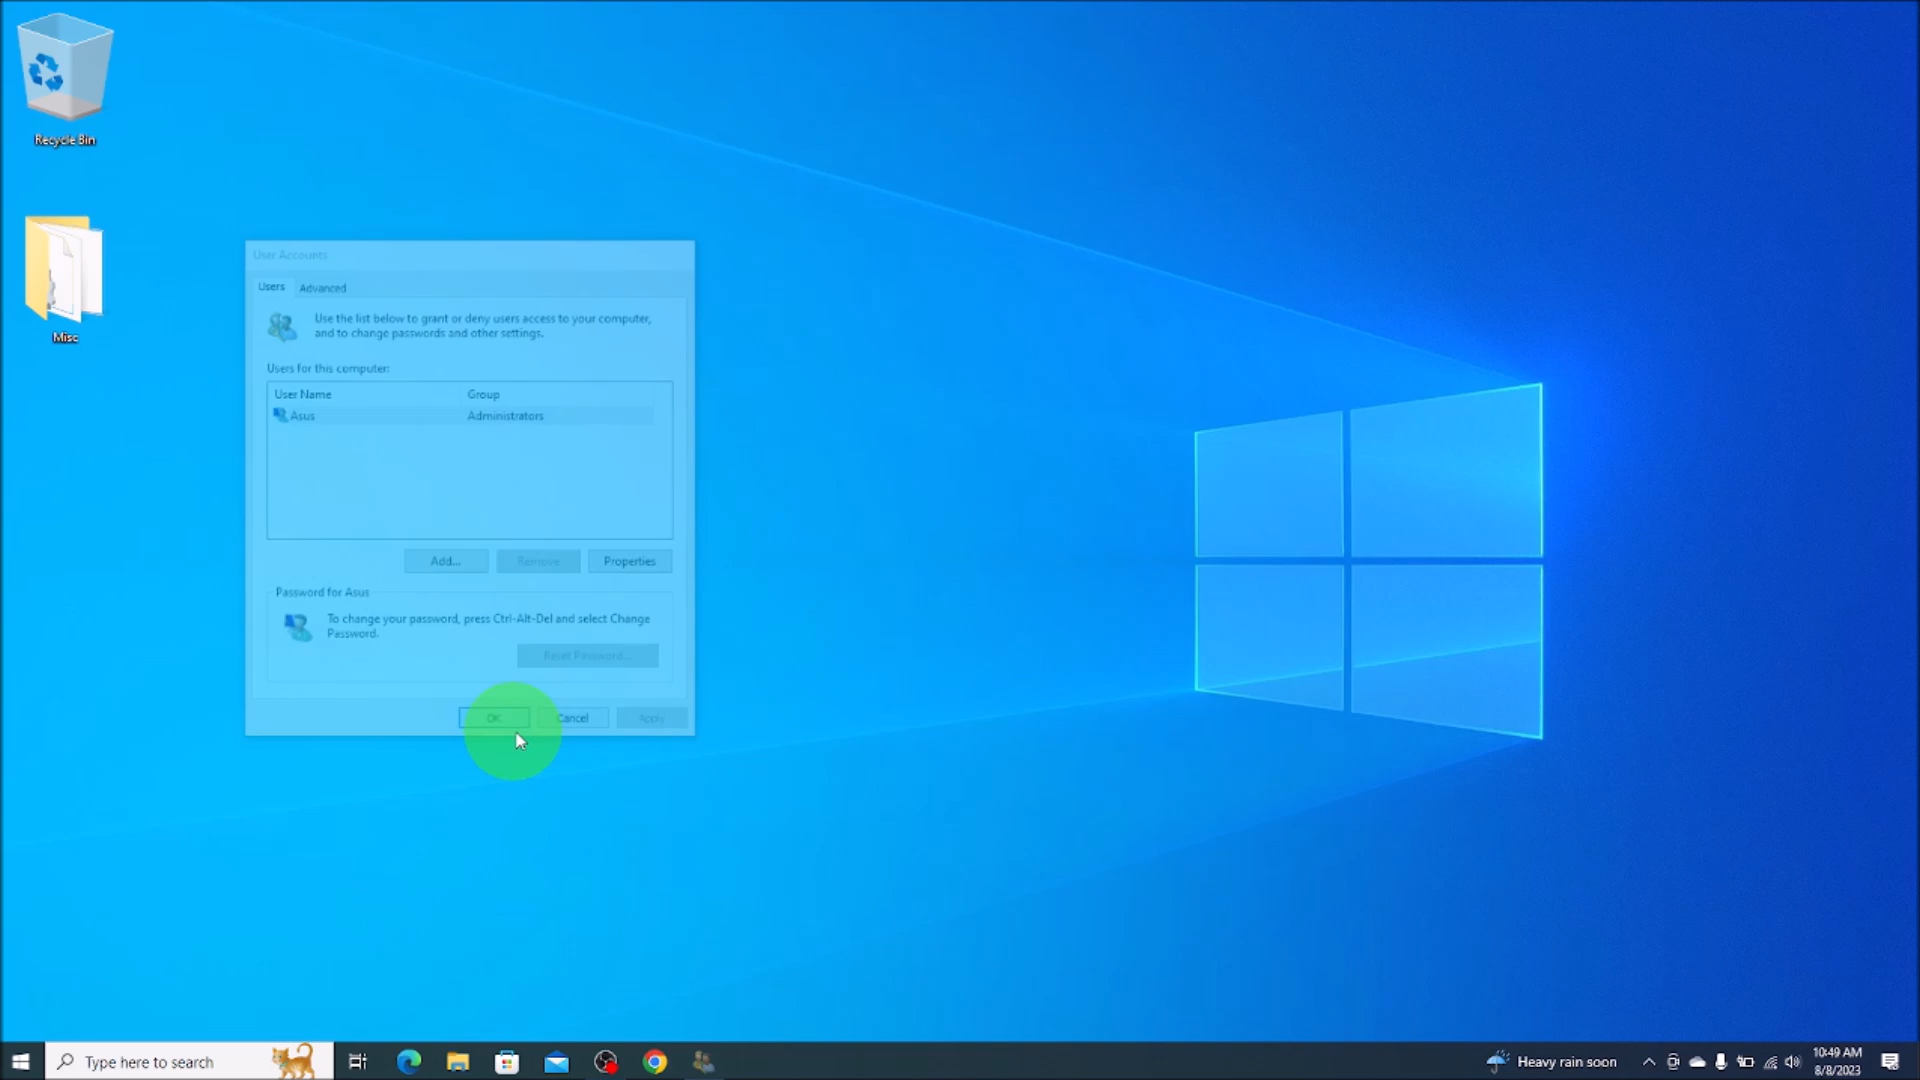 Recycle Bin
Misc
User Accounts
Users
Advanced
Use the list below to grant or deny users access to your computer,
and to change passwords and other settings.
Users for this computer:
User Name Group
Asus Administrators
Add... Remove Properties
Password for Asus
To change your password, press Ctrl-Alt-Del and select Change
Password.
Reset Password...
OK Cancel Apply
Type here to search
Heavy rain soon
10:49 AM
8/8/2023